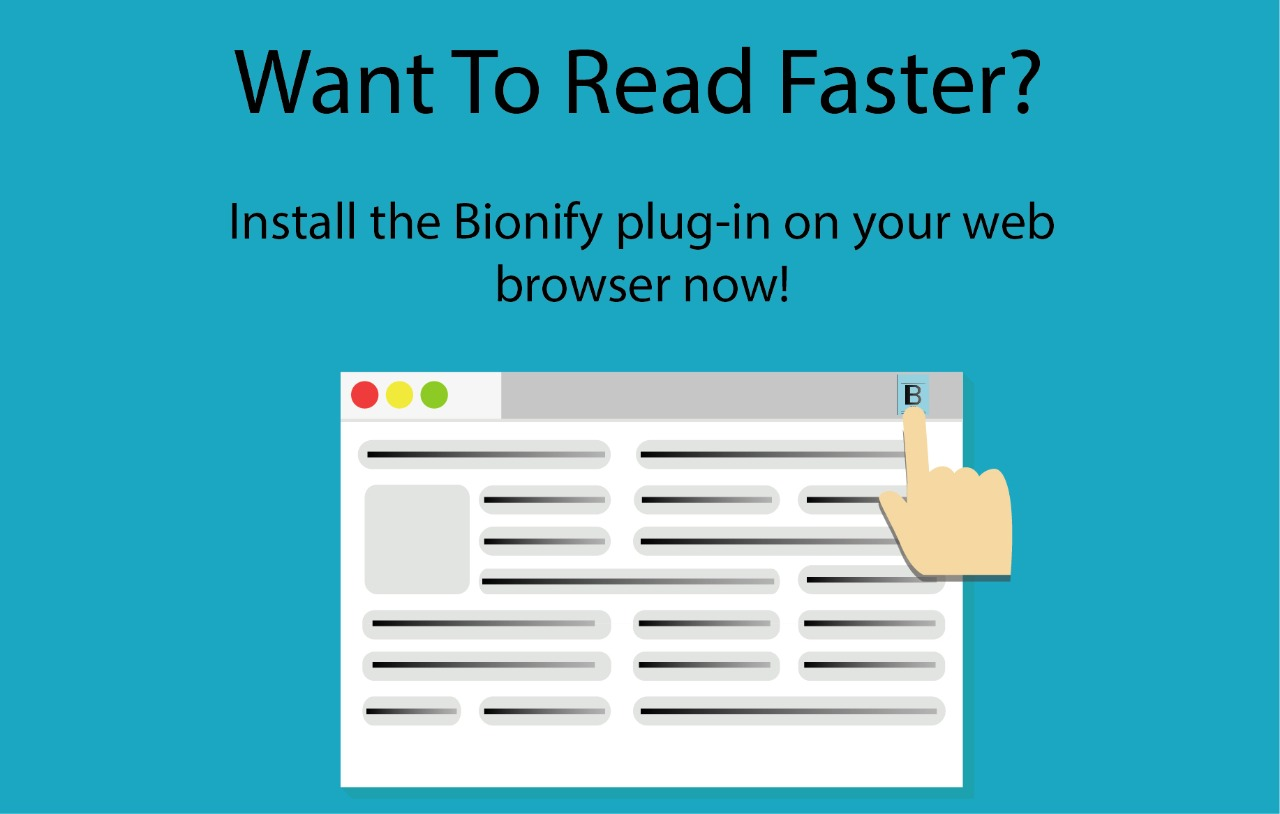 Want To Read Faster?
Install the Bionify plug-in on your web
browser now!
B